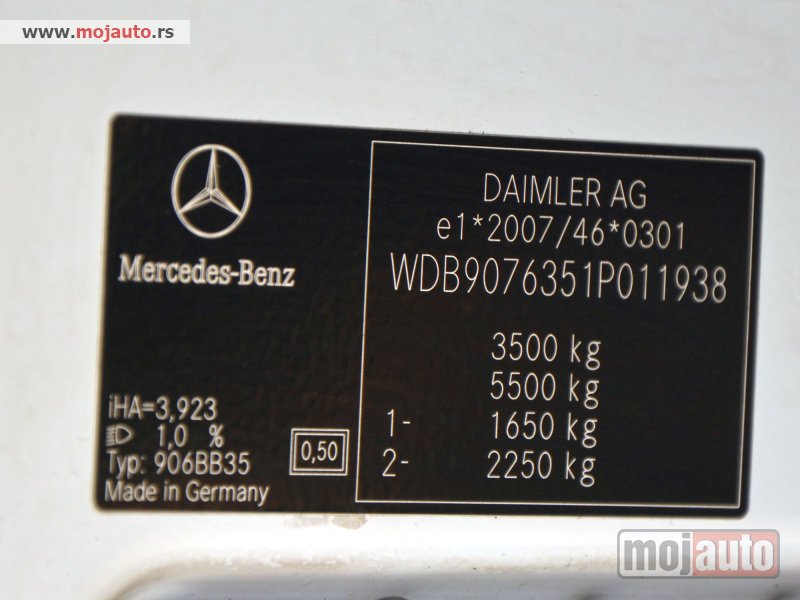 www.mojauto.rs
Mercedes-Benz
iHA=3,923
1,0 %
Typ: 906BB35
Made in Germany
0,50
DAIMLER AG
e1*2007/46*0301
WDB9076351P011938
3500 kg
5500 kg
1- 1650 kg
2- 2250 kg
mojauto